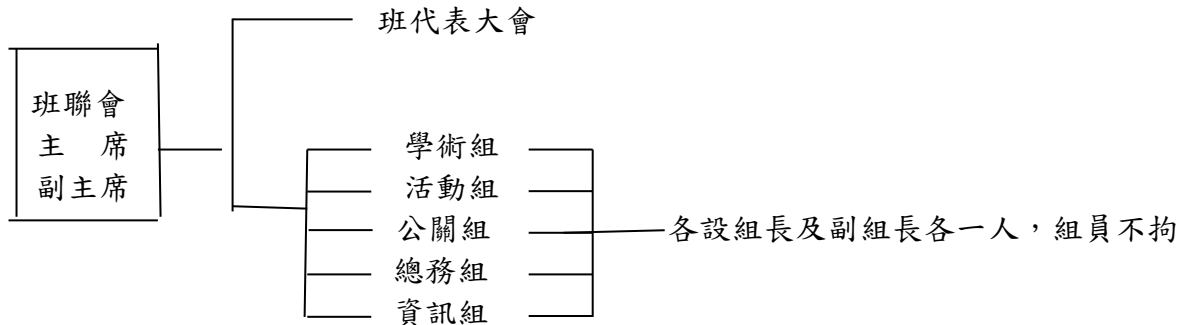 班代表大會
班聯會
主　席
副主席
學術組
活動組
公關組
總務組
資訊組
各設組長及副組長各一人，組員不拘